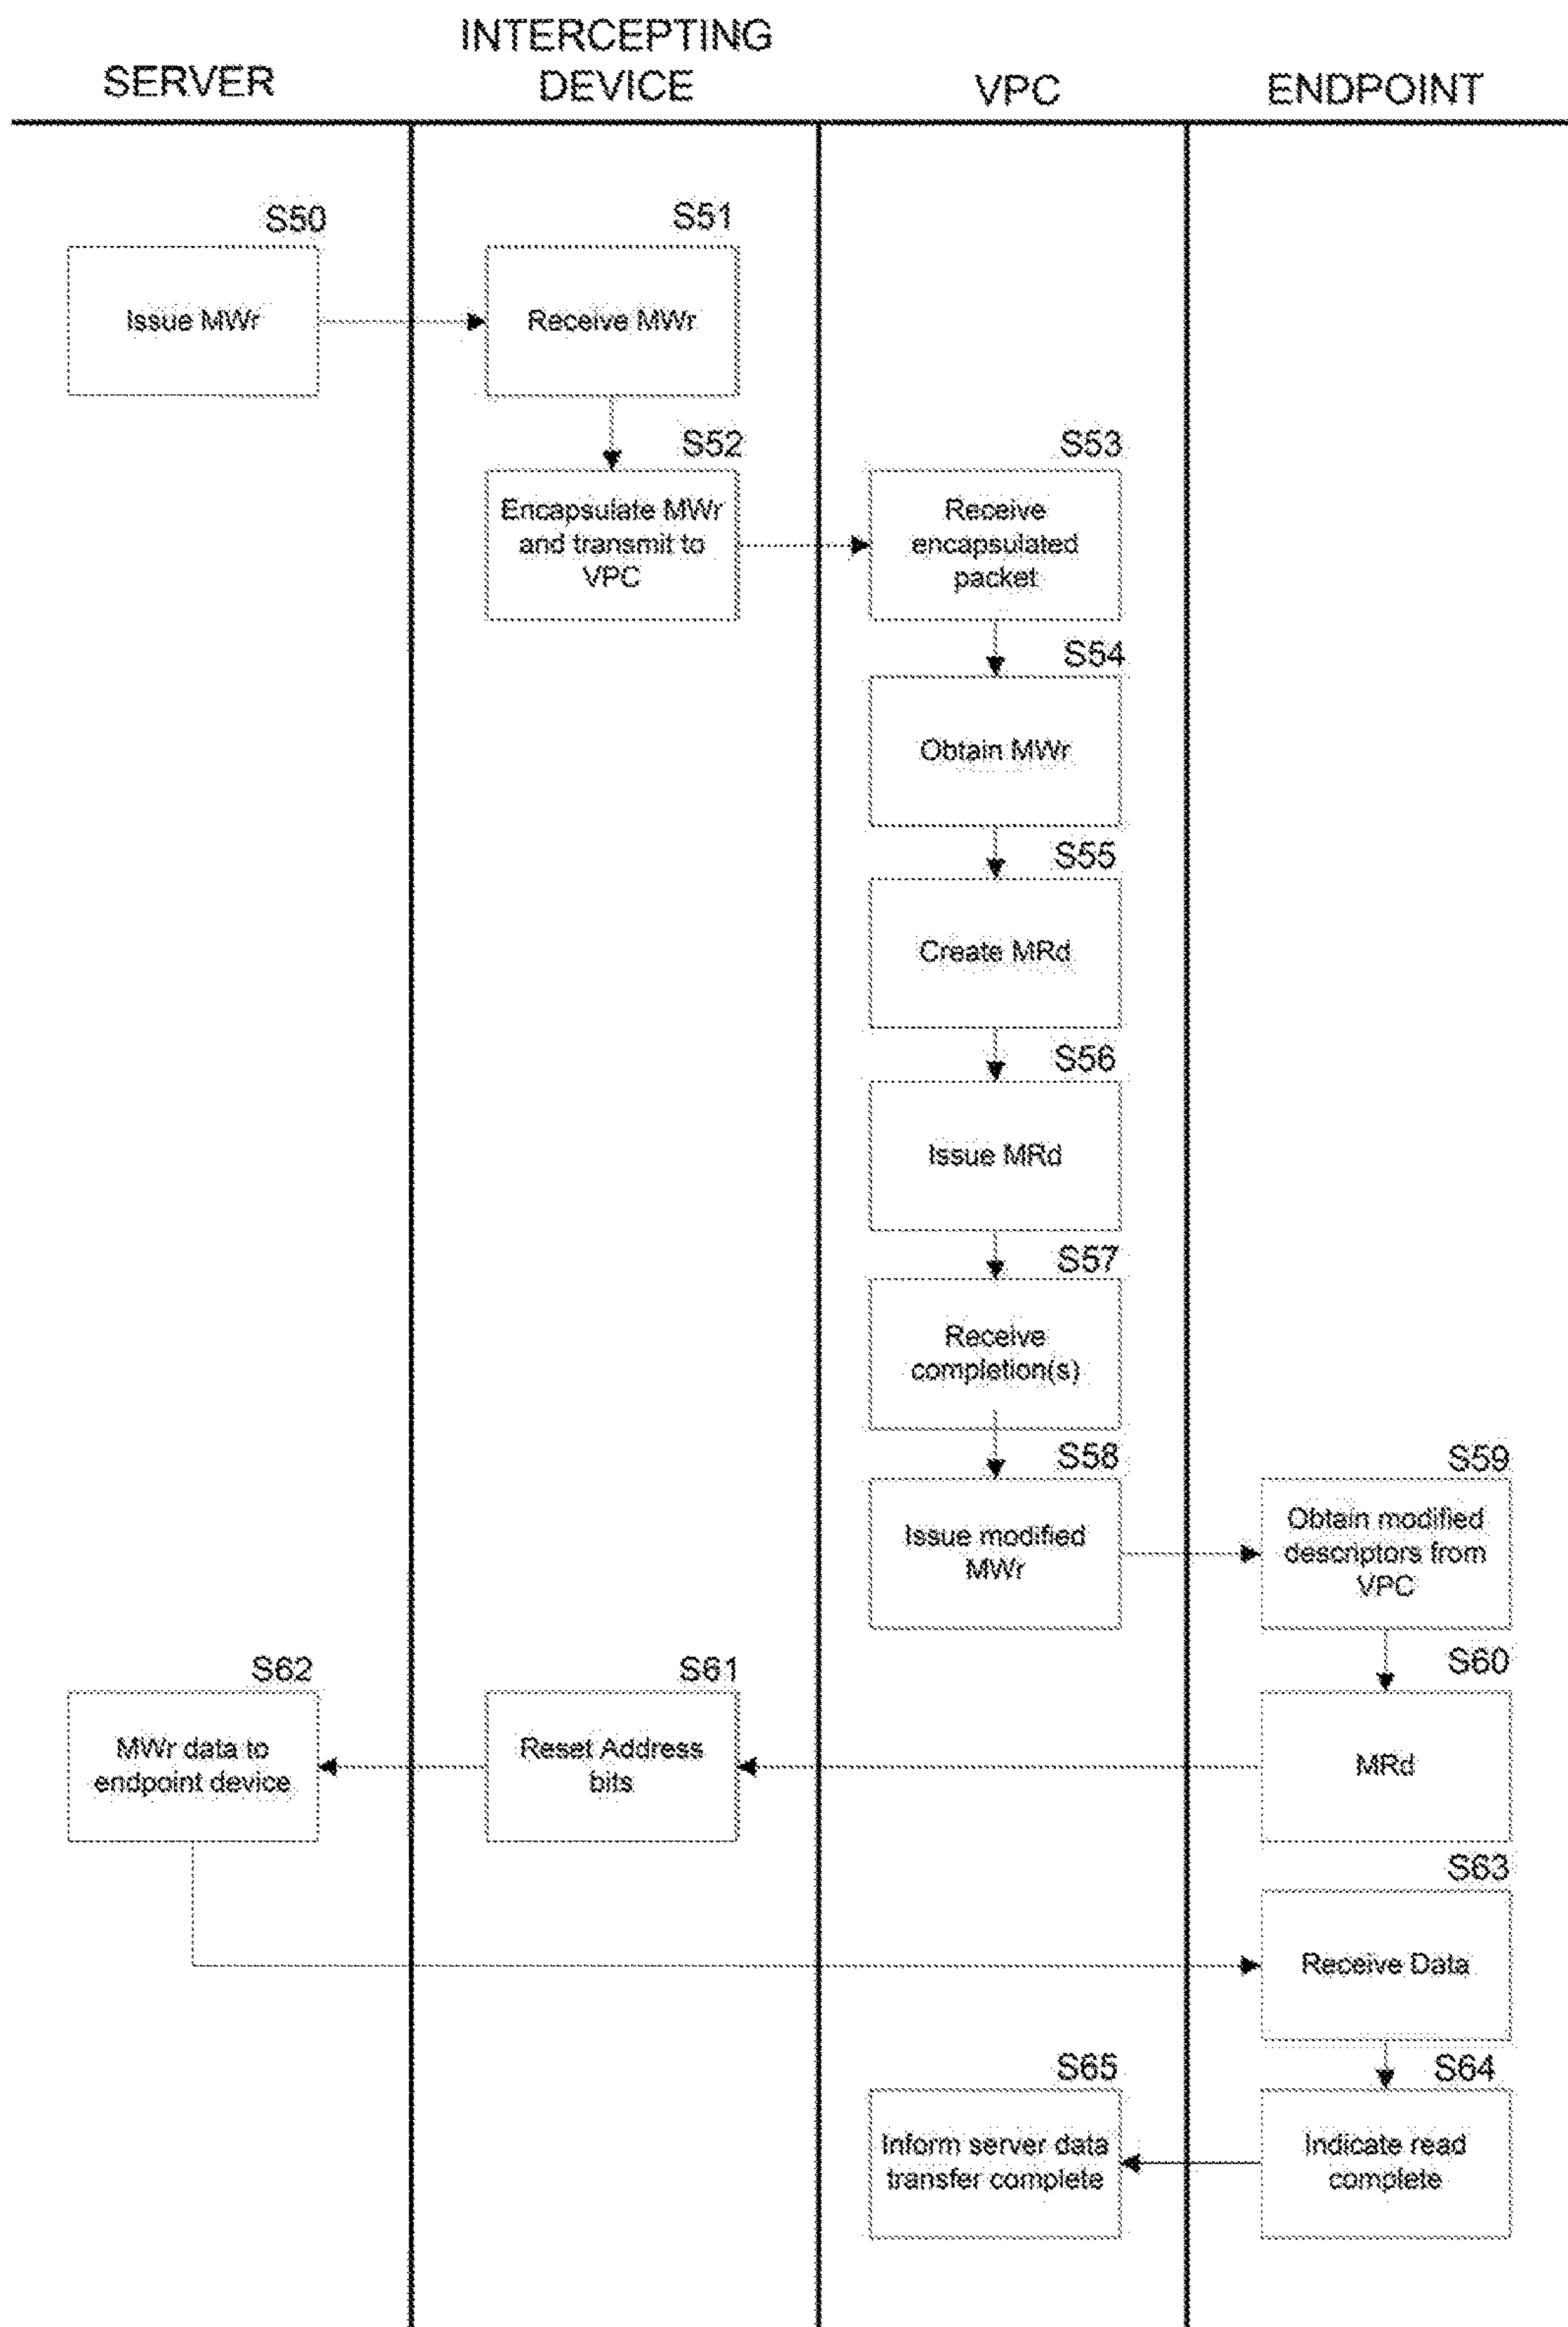 SERVER
INTERCEPTING
DEVICE
VPC
ENDPOINT
S50
Issue MWr
S51
Receive MWr
S52
Encapsulate MWr
and transmit to
VPC
S53
Receive
encapsulated
packet
S54
Obtain MWr
S55
Create MRd
S56
Issue MRd
S57
Receive
completion(s)
S58
Issue modified
MWr
S59
Obtain modified
descriptors from
VPC
S60
MRd
S61
Reset Address
bits
S62
MWr data to
endpoint device
S63
Receive Data
S64
Indicate read
complete
S65
Inform server data
transfer complete